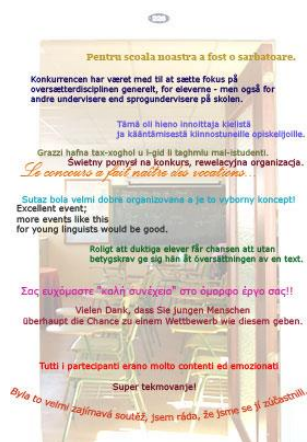 Pentru scoala noastra a fost o sarbatoare.
Konkurrencen har været med til at sætte fokus på
oversætterdisciplinen generelt, for eleverne - men også for
andre undervisere end sprogundervisere på skolen.
Tämä oli hieno innoittaja kielistä
ja kääntämisestä kiinnostuneille opiskelijoille.
Grazzi hafna tax-xoghol u l-gid li taghmlu mal-istudenti.
Świetny pomysł na konkurs, rewelacyjna organizacja.
Le concours a fait naître des vocations...
Sutaz bola velmi dobre organizovana a je to vyborny koncept!
Excellent event;
more events like this
for young linguists would be good.
Roligt att duktiga elever får chansen att utan
betygskrav ge sig hän åt översättningen av en text.
Σας ευχόμαστε "καλή συνέχεια" στο όμορφο έργο σας!!
Vielen Dank, dass Sie jungen Menschen
überhaupt die Chance zu einem Wettbewerb wie diesem geben.
Tutti i partecipanti erano molto contenti ed emozionati
Super tekmovanje!
Byla to velmi zajímavá soutěž, jsem ráda, že jsme se jí zúčastnili.